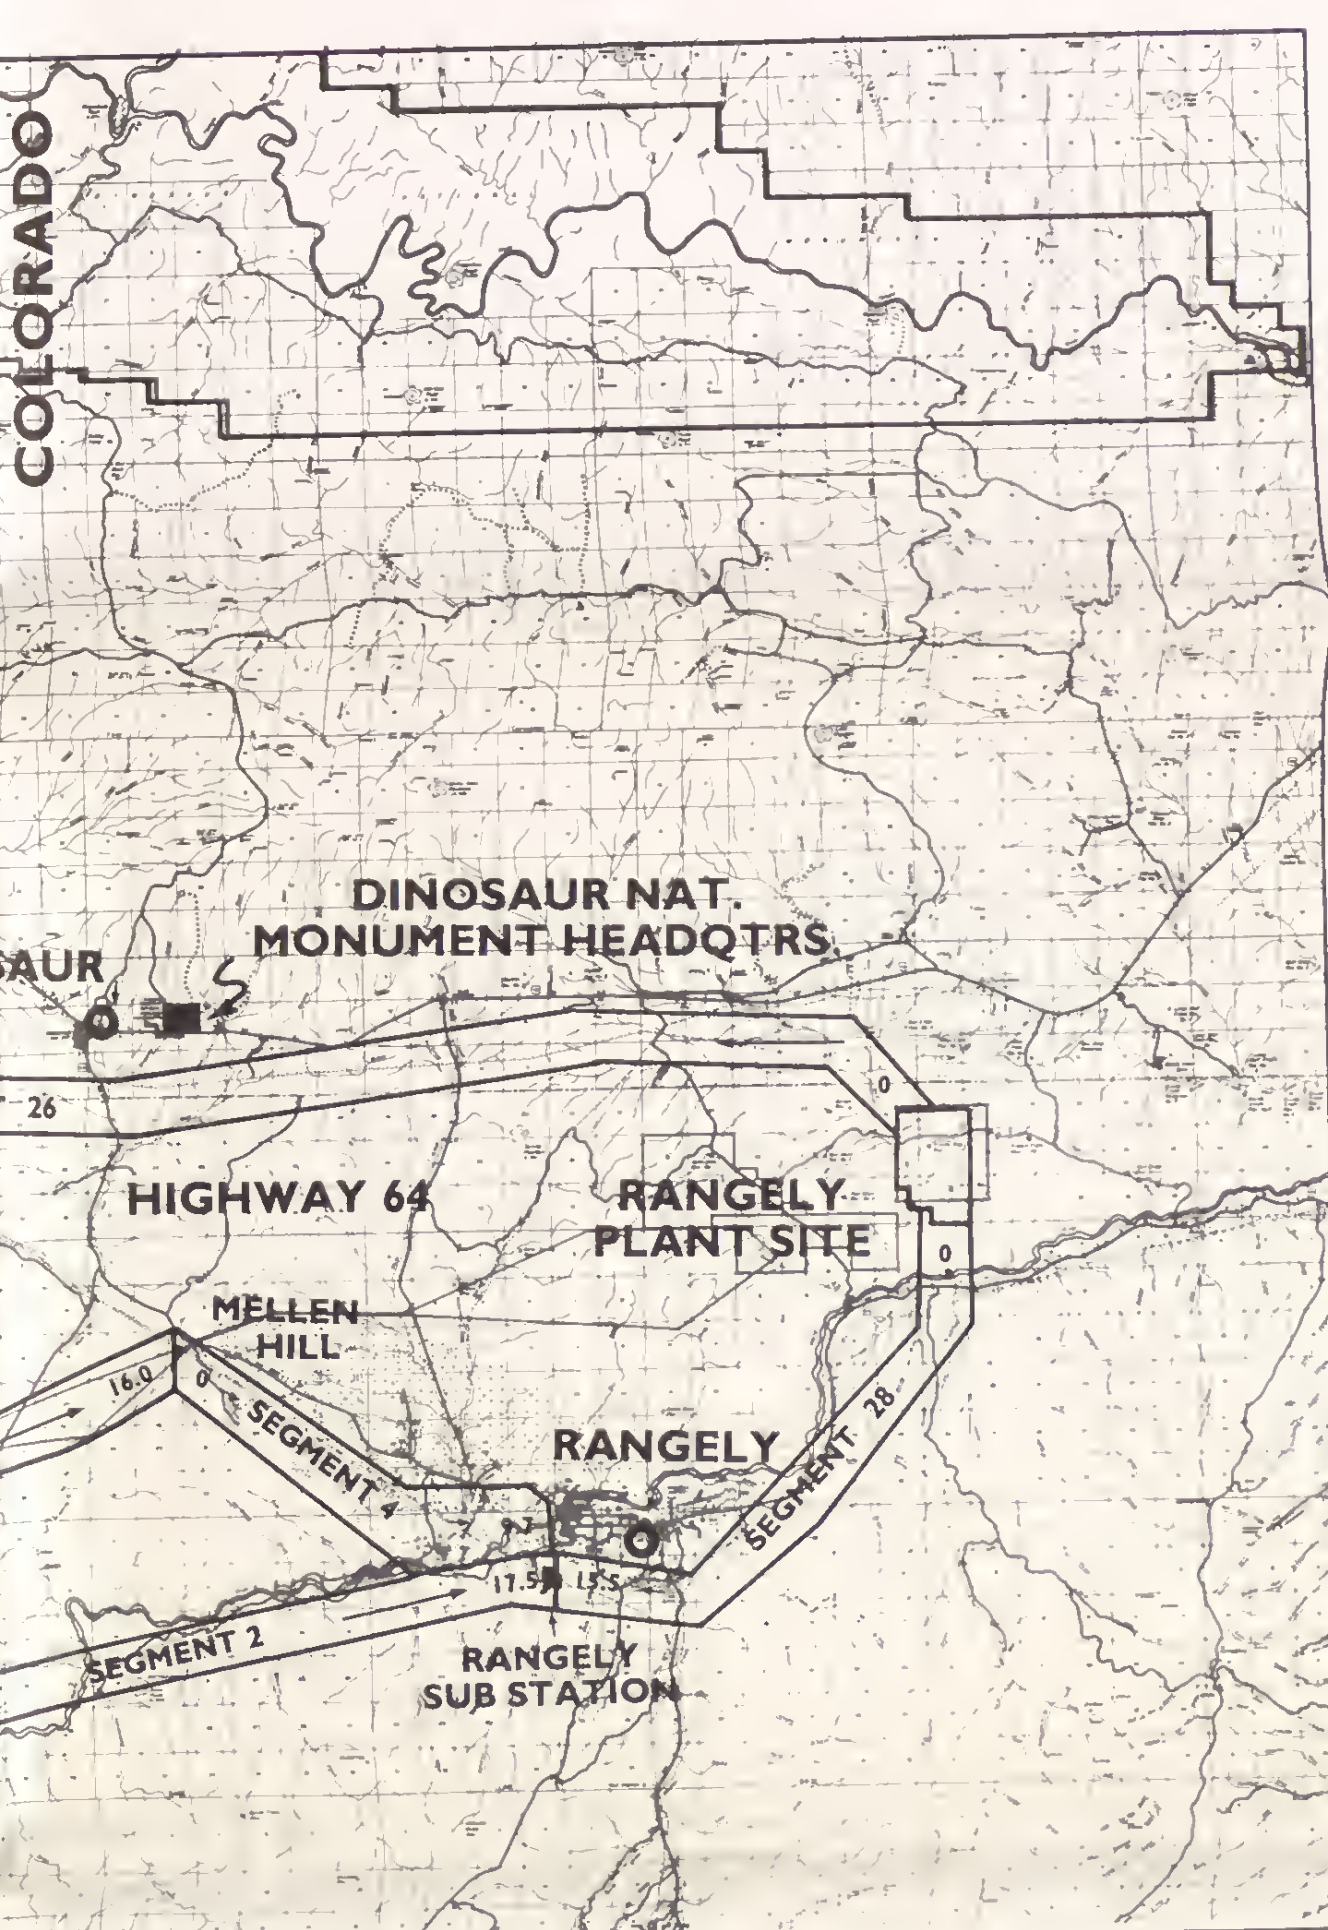 COLORADO
DINOSAUR NAT.
MONUMENT HEADQTRS.
SAUR
0
26
HIGHWAY 64
RANGELY
PLANT SITE
0
MELLEN
HILL
16.0
0
SEGMENT 4
28
RANGELY
SEGMENT
9.7
17.5
15.5
SEGMENT 2
RANGELY
SUB STATION